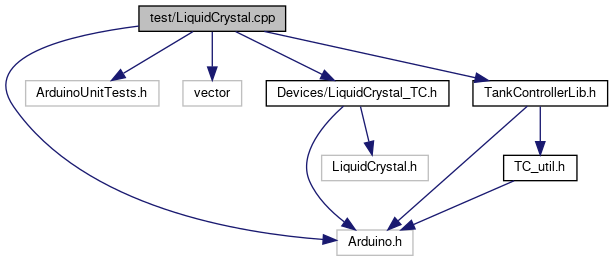 test/LiquidCrystal.cpp
ArduinoUnitTests.h
vector
Devices/LiquidCrystal_TC.h
TankControllerLib.h
LiquidCrystal.h
TC_util.h
Arduino.h